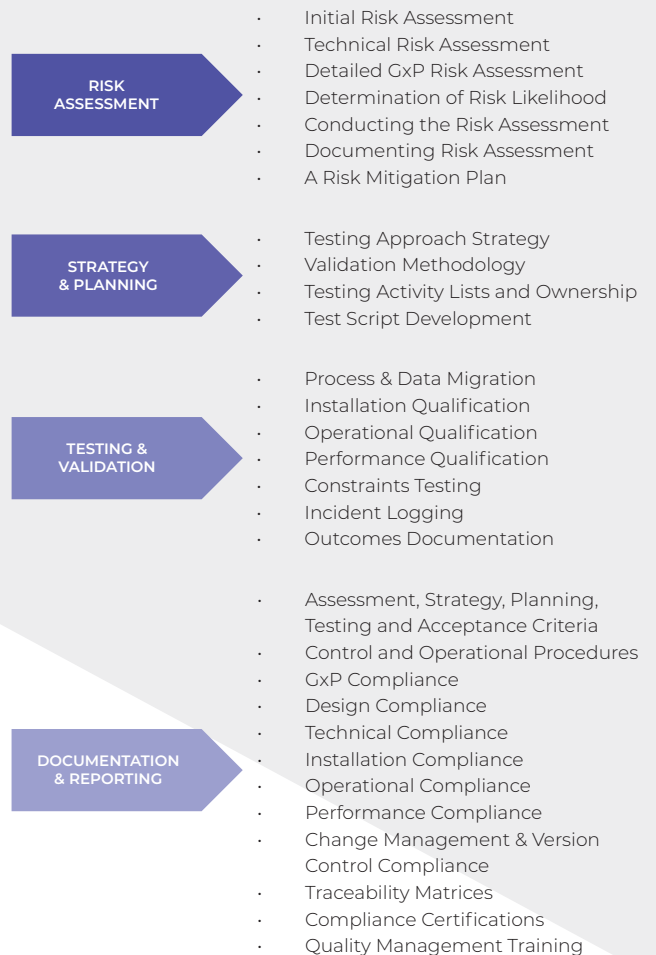 RISK
ASSESSMENT
· Initial Risk Assessment
· Technical Risk Assessment
· Detailed GxP Risk Assessment
· Determination of Risk Likelihood
· Conducting the Risk Assessment
· Documenting Risk Assessment
· A Risk Mitigation Plan
STRATEGY
& PLANNING
· Testing Approach Strategy
· Validation Methodology
· Testing Activity Lists and Ownership
· Test Script Development
TESTING &
VALIDATION
· Process & Data Migration
· Installation Qualification
· Operational Qualification
· Performance Qualification
· Constraints Testing
· Incident Logging
· Outcomes Documentation
DOCUMENTATION
& REPORTING
· Assessment, Strategy, Planning,
Testing and Acceptance Criteria
· Control and Operational Procedures
· GxP Compliance
· Design Compliance
· Technical Compliance
· Installation Compliance
· Operational Compliance
· Performance Compliance
· Change Management & Version
Control Compliance
· Traceability Matrices
· Compliance Certifications
· Quality Management Training